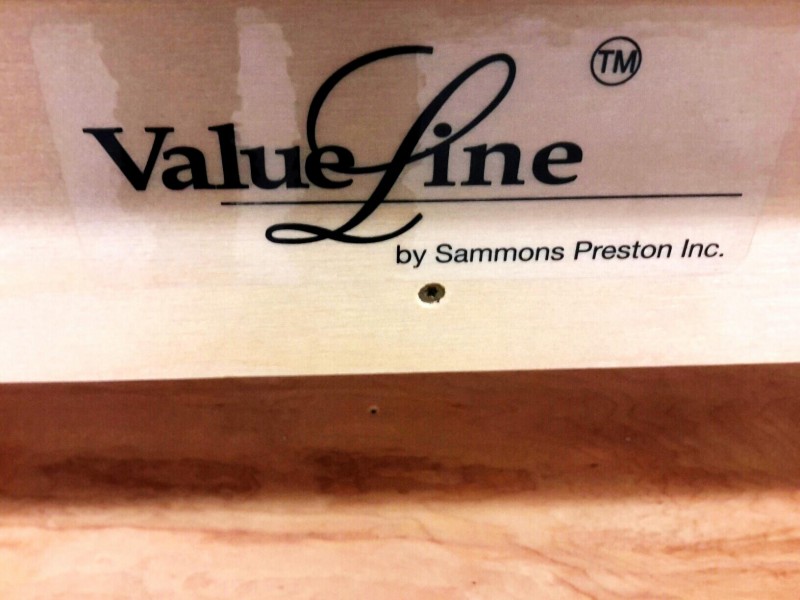 ValueLine
TM
by Sammons Preston Inc.